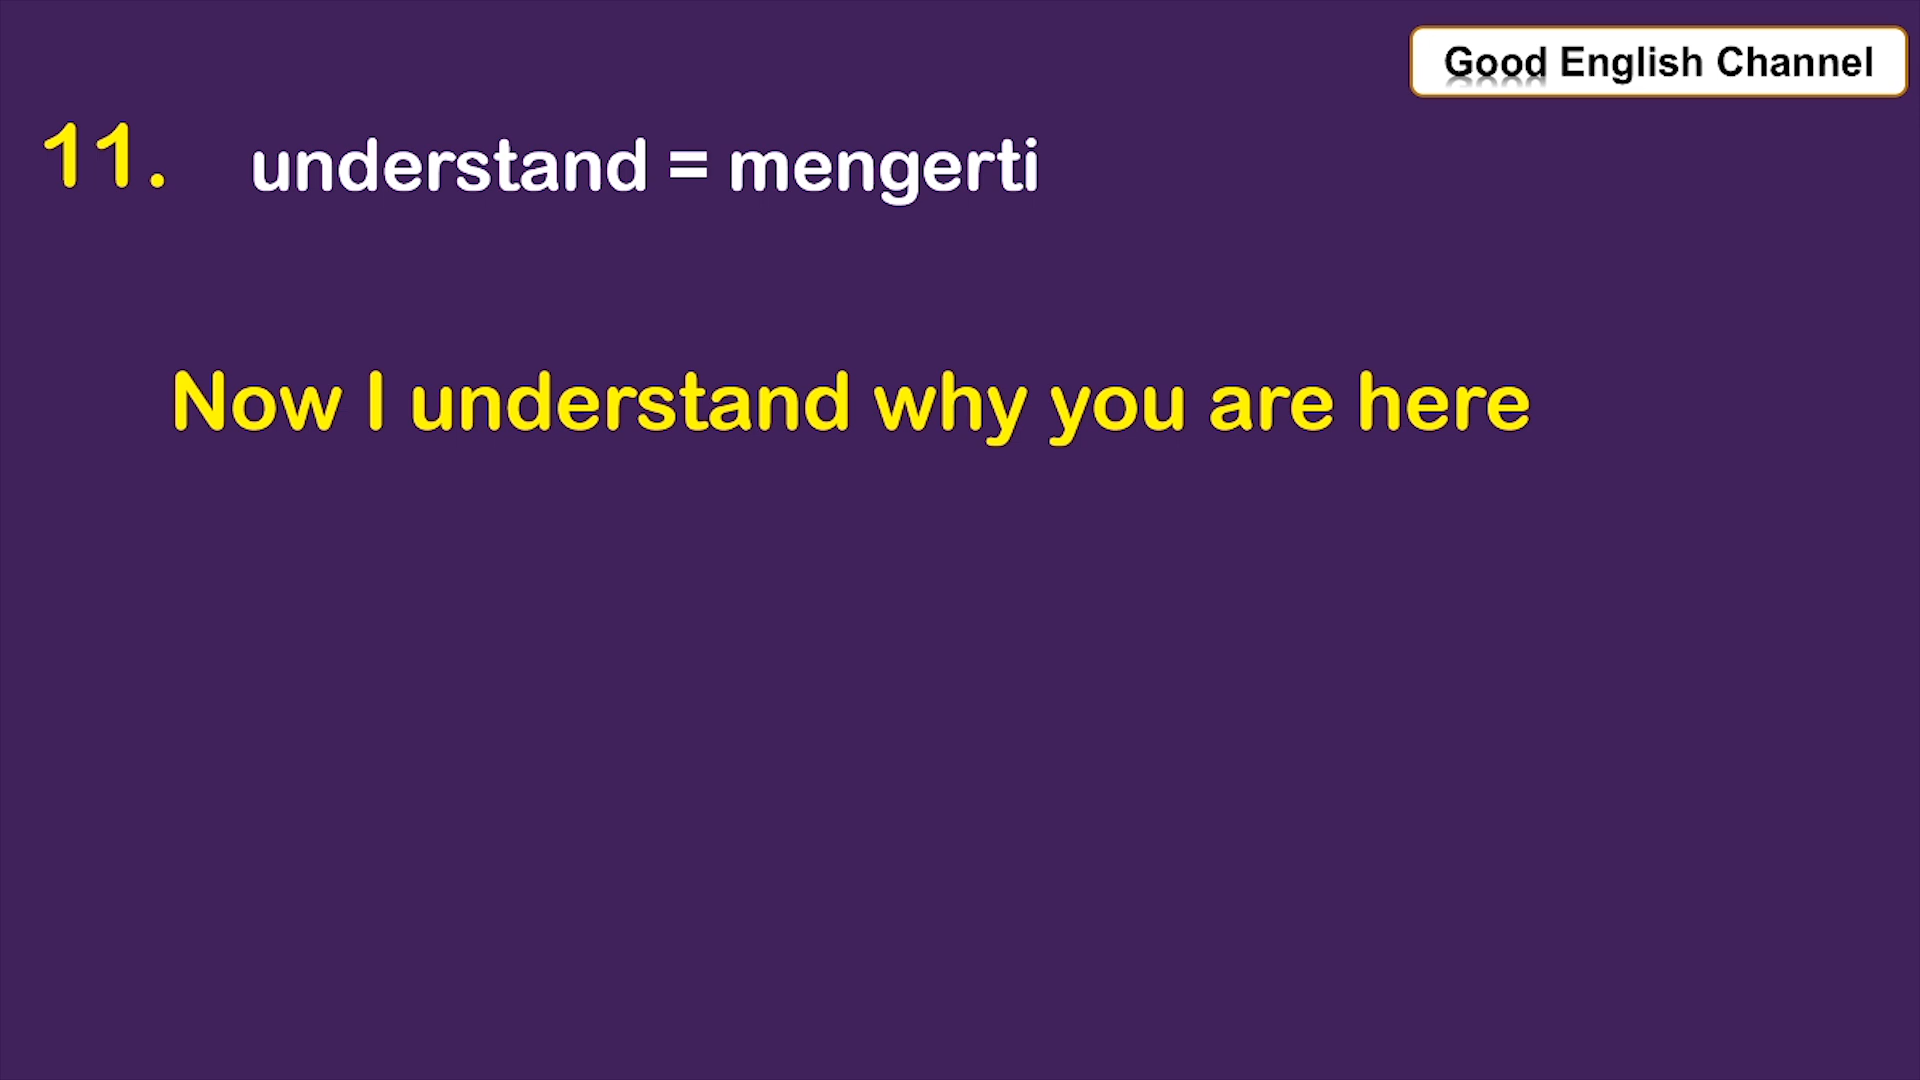 Good English Channel
11. understand = mengerti
Now I understand why you are here